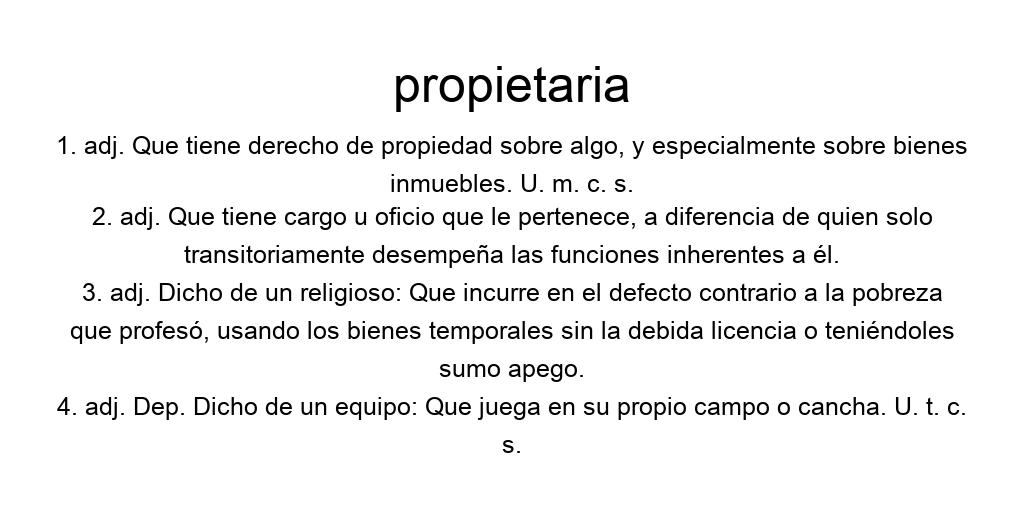 propietaria
1. adj. Que tiene derecho de propiedad sobre algo, y especialmente sobre bienes
inmuebles. U. m. c. s.
2. adj. Que tiene cargo u oficio que le pertenece, a diferencia de quien solo
transitoriamente desempeña las funciones inherentes a él.
3. adj. Dicho de un religioso: Que incurre en el defecto contrario a la pobreza
que profesó, usando los bienes temporales sin la debida licencia o teniéndoles
sumo apego.
4. adj. Dep. Dicho de un equipo: Que juega en su propio campo o cancha. U. t. c.
s.